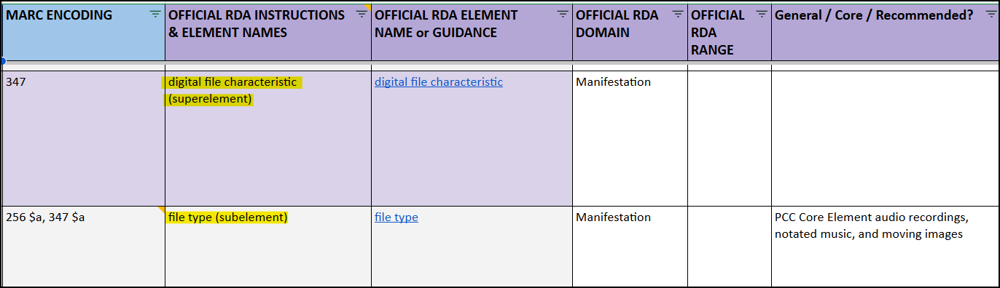 MARC ENCODING
OFFICIAL RDA INSTRUCTIONS
& ELEMENT NAMES
OFFICIAL RDA ELEMENT
NAME or GUIDANCE
OFFICIAL RDA
DOMAIN
OFFICIAL
RDA
RANGE
General / Core / Recommended?
347
digital file characteristic
(superelement)
digital file characteristic
Manifestation
256 $a, 347 $a
file type (subelement)
file type
Manifestation
PCC Core Element audio recordings,
notated music, and moving images